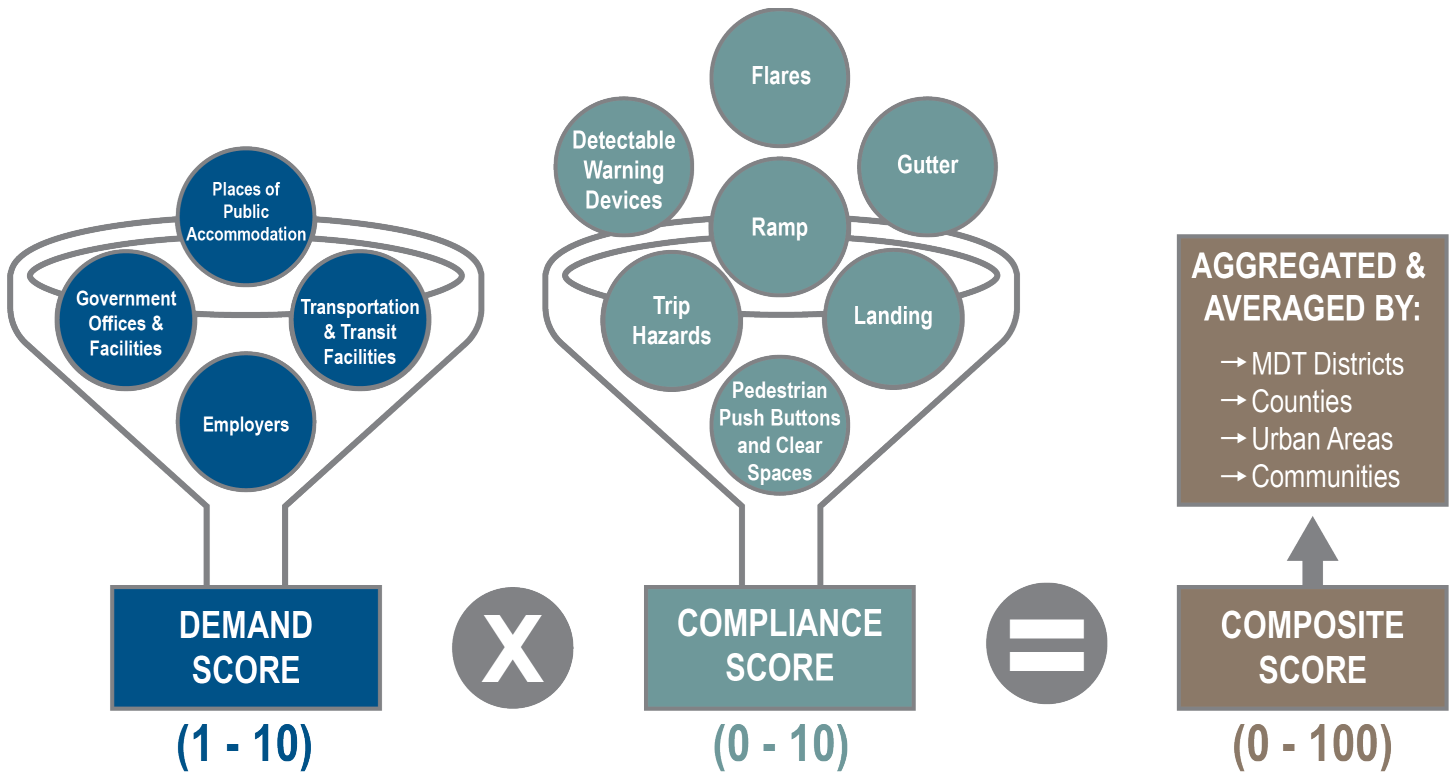 Places of
Public
Accommodation
Government
Offices &
Facilities
Transportation
& Transit
Facilities
Employers
DEMAND
SCORE
(1 - 10)
X
Flares
Detectable
Warning
Devices
Gutter
Ramp
Trip
Hazards
Landing
Pedestrian
Push Buttons
and Clear
Spaces
COMPLIANCE
SCORE
(0 - 10)
=
AGGREGATED &
AVERAGED BY:
→ MDT Districts
→ Counties
→ Urban Areas
→ Communities
COMPOSITE
SCORE
(0 - 100)